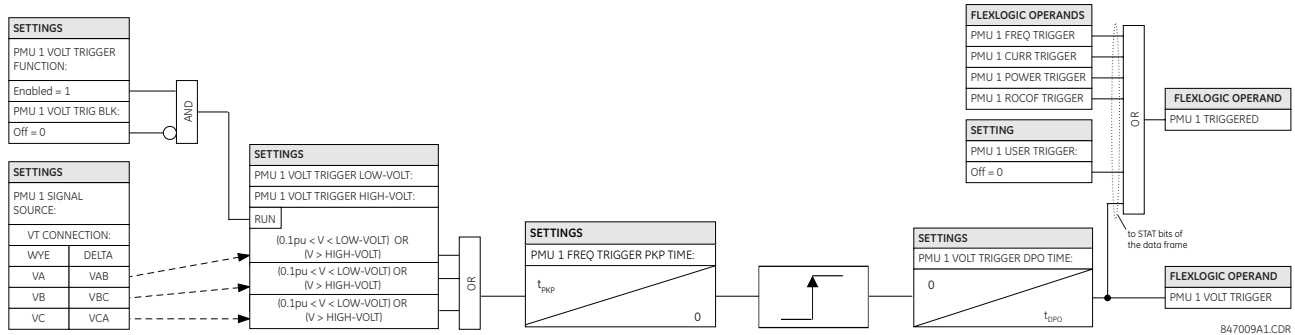 SETTINGS
PMU 1 VOLT TRIGGER
FUNCTION:
Enabled = 1
PMU 1 VOLT TRIG BLK:
Off = 0
AND
SETTINGS
PMU 1 SIGNAL
SOURCE:
VT CONNECTION:
WYE DELTA
VA VAB
VB VBC
VC VCA
SETTINGS
PMU 1 VOLT TRIGGER LOW-VOLT:
PMU 1 VOLT TRIGGER HIGH-VOLT:
RUN
(0.1pu < V < LOW-VOLT) OR
(V > HIGH-VOLT)
(0.1pu < V < LOW-VOLT) OR
(V > HIGH-VOLT)
(0.1pu < V < LOW-VOLT) OR
(V > HIGH-VOLT)
OR
SETTINGS
PMU 1 FREQ TRIGGER PKP TIME:
tPKP
0
SETTINGS
PMU 1 VOLT TRIGGER DPO TIME:
0
tDPO
FLEXLOGIC OPERANDS
PMU 1 FREQ TRIGGER
PMU 1 CURR TRIGGER
PMU 1 POWER TRIGGER
PMU 1 ROCOF TRIGGER
SETTING
PMU 1 USER TRIGGER:
Off = 0
OR
to STAT bits of
the data frame
FLEXLOGIC OPERAND
PMU 1 TRIGGERED
FLEXLOGIC OPERAND
PMU 1 VOLT TRIGGER
847009A1.CDR